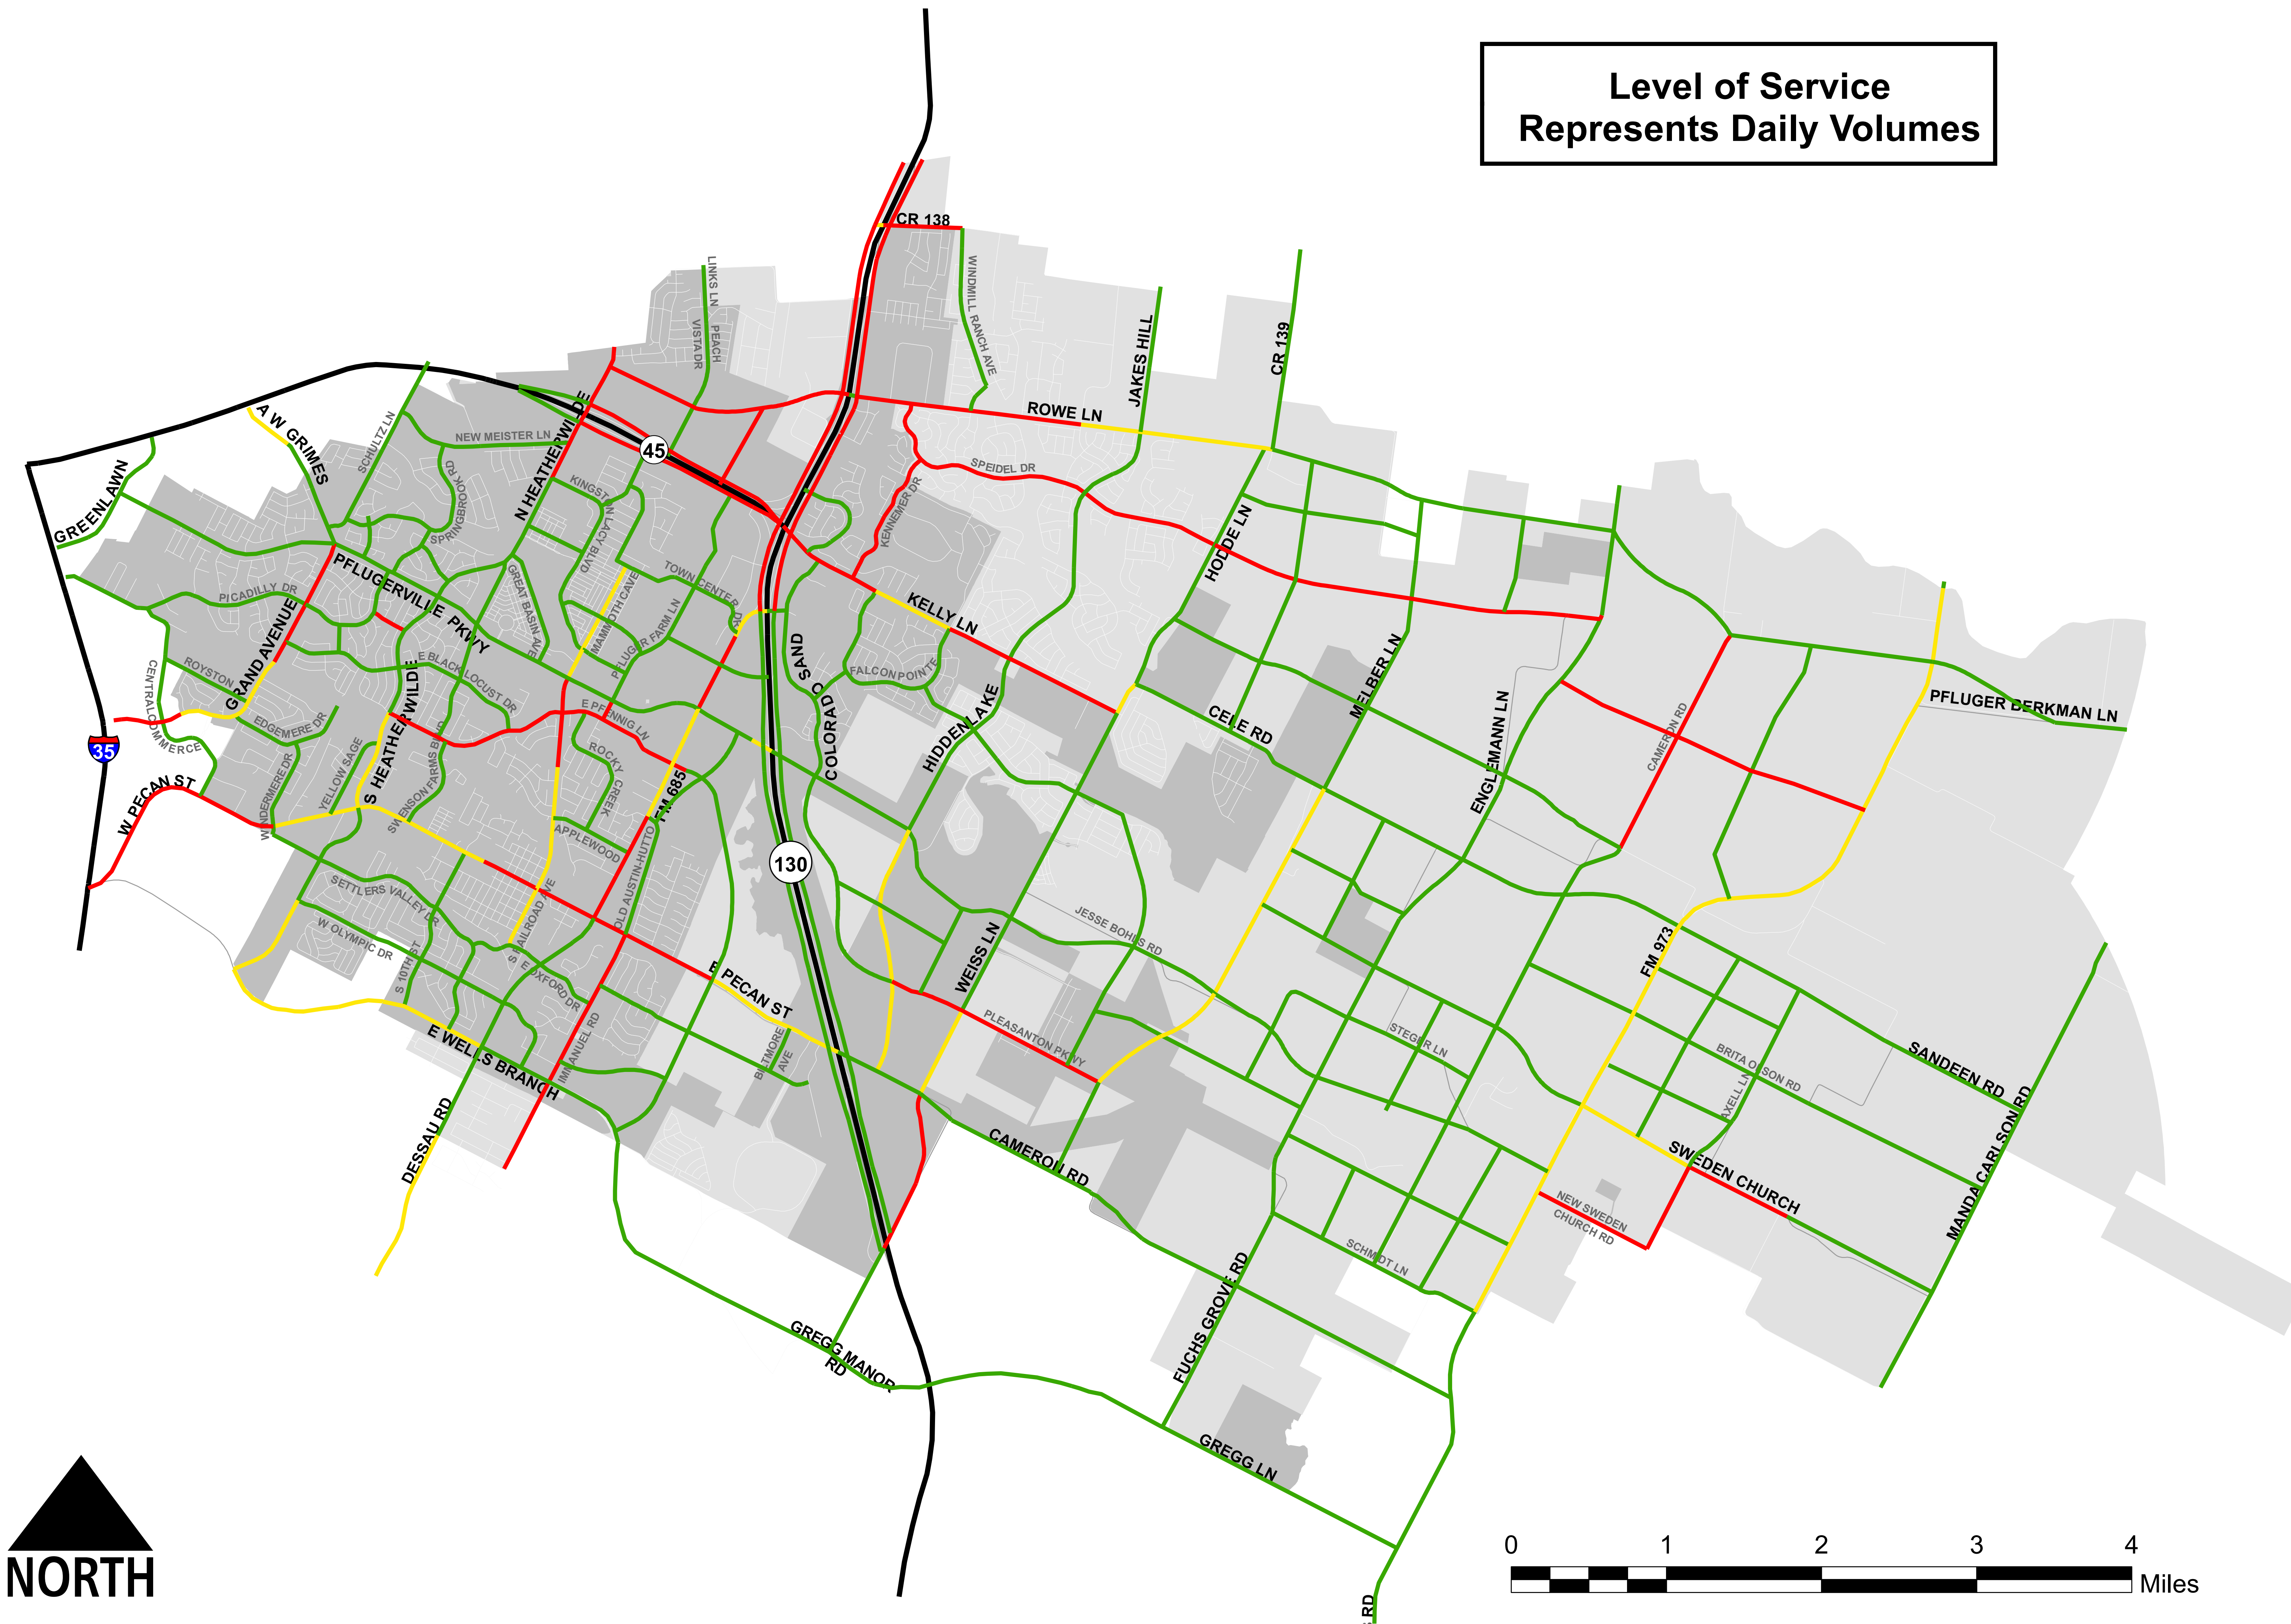 Level of Service
Represents Daily Volumes
CR 138
LINKS LN
PEACH
VISTA DR
WINDMILL RANCH AVE
JAKES HILL
CR 139
ROWE LN
A W GRIMES
SCHULTZ LN
NEW MEISTER LN
N HEATHERWILDE
45
SPEIDEL DR
GREENLAWN
SPRINGBROOK RD
KINGSTON LACY BLVD
KENNEMER DR
HODDE LN
PFLUGERVILLE PKWY
PICADILLY DR
GREAT BASIN AVE
MAMMOTH CAVE
TOWN CENTER DR
PFLUGER FARM LN
KELLY LN
GRAND AVENUE
ROYSTON
CENTRALCOMMERCE
EDGEMERE DR
E BLACK LOCUST DR
S HEATHERWILDE
E PFENNIG LN
SAND
COLORADO
FALCON POINTE
HIDDENLAKE
CELE RD
MELBER LN
ENGLEMANN LN
CAMERON RD
PFLUGER BERKMAN LN
35
W PECAN ST
WINDERMERE DR
YELLOW SAGE
SWENSON FARMS BLVD
ROCKY CREEK
FM 685
APPLEWOOD
OLD AUSTIN-HUTTO
130
SETTLERS VALLEY DR
W OLYMPIC DR
S 10TH ST
S RAILROAD AVE
E OXFORD DR
E PECAN ST
WEISS LN
JESSE BOHLS RD
FM 973
E WELLS BRANCH
IMMANUEL RD
BILTMORE
AVE
PLEASANTON PKWY
STEGER LN
BRITA OLSON RD
AXELL LN
SANDEEN RD
DESSAU RD
CAMERON RD
SWEDEN CHURCH
MANDA CARLSON RD
NEW SWEDEN
CHURCH RD
SCHMIDT LN
FUCHS GROVE RD
GREGG MANOR
RD
GREGG LN
RD
NORTH
0 1 2 3 4
Miles